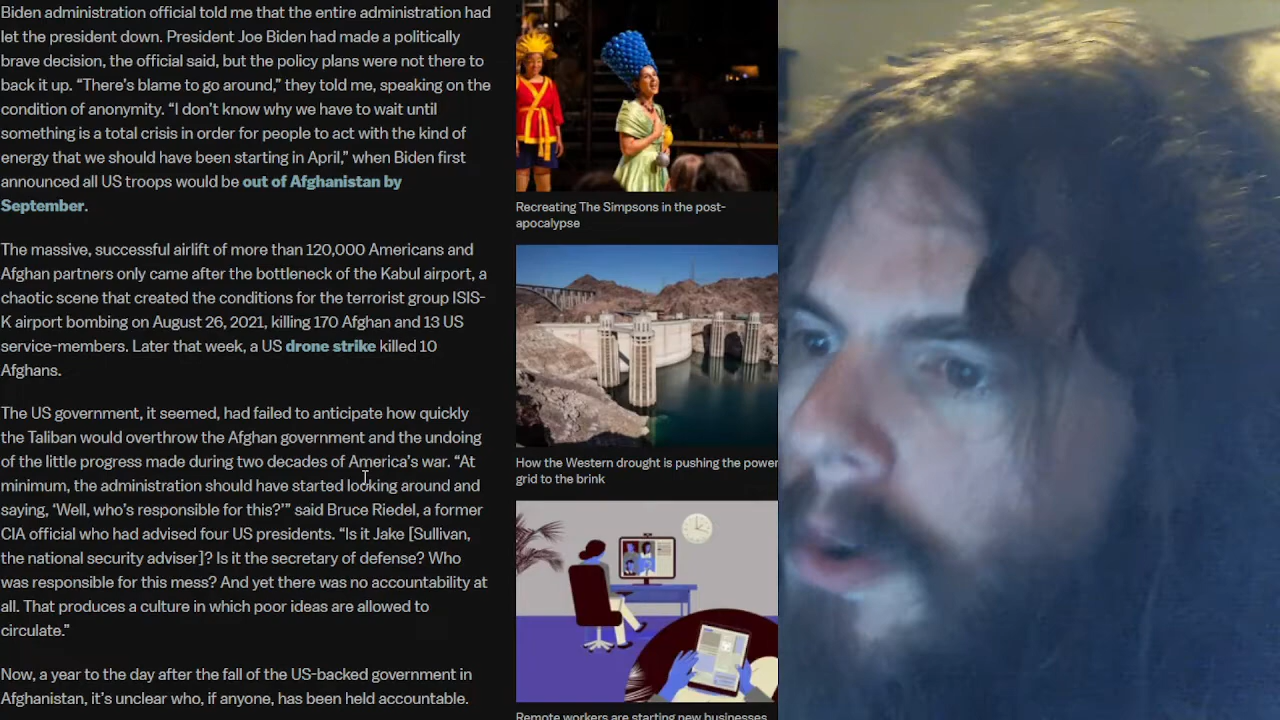 Biden administration official told me that the entire administration had
let the president down. President Joe Biden had made a politically
brave decision, the official said, but the policy plans were not there to
back it up. “There’s blame to go around,” they told me, speaking on the
condition of anonymity. “I don’t know why we have to wait until
something is a total crisis in order for people to act with the kind of
energy that we should have been starting in April,” when Biden first
announced all US troops would be out of Afghanistan by
September.
The massive, successful airlift of more than 120,000 Americans and
Afghan partners only came after the bottleneck of the Kabul airport, a
chaotic scene that created the conditions for the terrorist group ISIS-
K airport bombing on August 26, 2021, killing 170 Afghan and 13 US
service-members. Later that week, a US drone strike killed 10
Afghans.
The US government, it seemed, had failed to anticipate how quickly
the Taliban would overthrow the Afghan government and the undoing
of the little progress made during two decades of America’s war. “At
minimum, the administration should have started looking around and
saying, ‘Well, who’s responsible for this?’” said Bruce Riedel, a former
CIA official who had advised four US presidents. “Is it Jake [Sullivan,
the national security adviser]? Is it the secretary of defense? Who
was responsible for this mess? And yet there was no accountability at
all. That produces a culture in which poor ideas are allowed to
circulate.”
Now, a year to the day after the fall of the US-backed government in
Afghanistan, it’s unclear who, if anyone, has been held accountable.
Recreating The Simpsons in the post-
apocalypse
How the Western drought is pushing the power
grid to the brink
Remote workers are starting new businesses